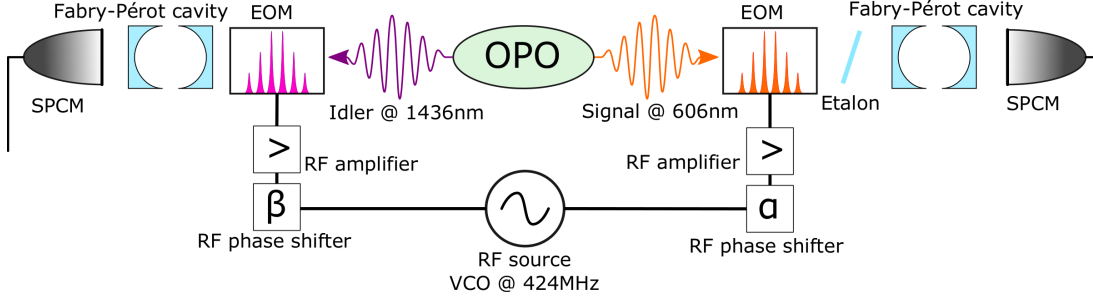 Fabry-Pérot cavity
EOM
OPO
EOM
Fabry-Pérot cavity
SPCM
Idler @ 1436nm
Signal @ 606nm
Etalon
SPCM
>
RF amplifier
RF amplifier
>
β
α
RF phase shifter
RF source
VCO @ 424MHz
RF phase shifter